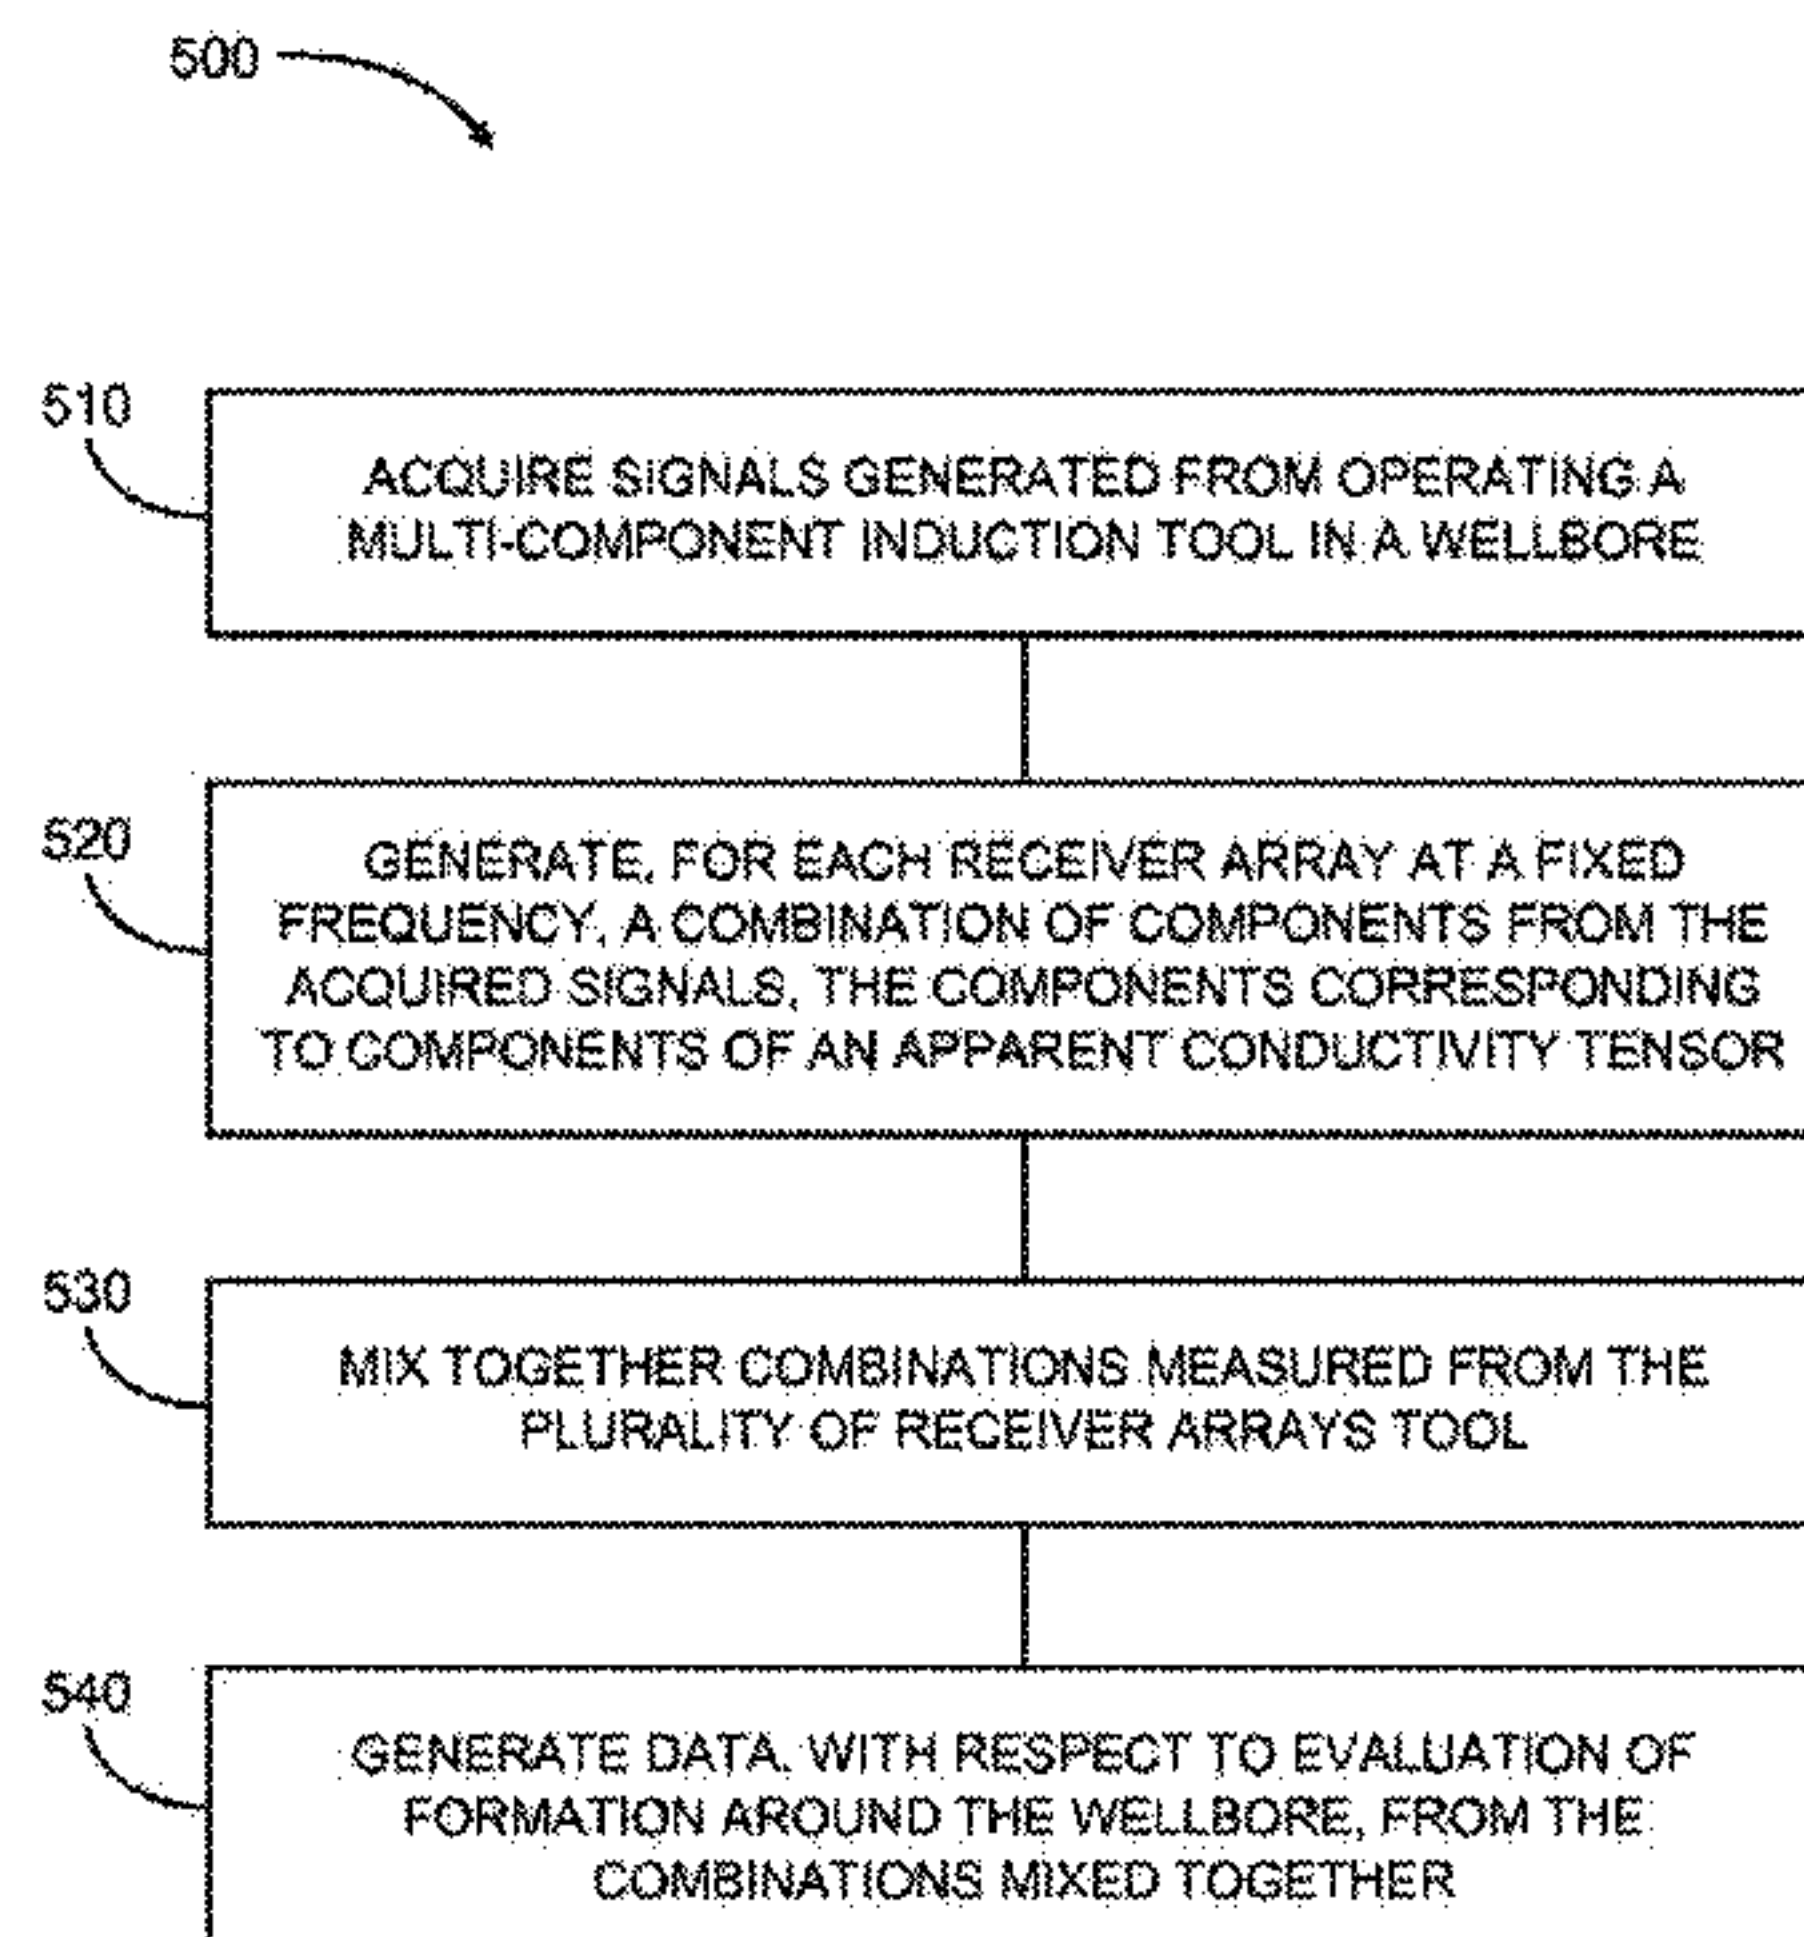 500
510
ACQUIRE SIGNALS GENERATED FROM OPERATING A
MULTI-COMPONENT INDUCTION TOOL IN A WELLBORE
520
GENERATE, FOR EACH RECEIVER ARRAY AT A FIXED
FREQUENCY, A COMBINATION OF COMPONENTS FROM THE
ACQUIRED SIGNALS, THE COMPONENTS CORRESPONDING
TO COMPONENTS OF AN APPARENT CONDUCTIVITY TENSOR
530
MIX TOGETHER COMBINATIONS MEASURED FROM THE
PLURALITY OF RECEIVER ARRAYS TOOL
540
GENERATE DATA, WITH RESPECT TO EVALUATION OF
FORMATION AROUND THE WELLBORE, FROM THE
COMBINATIONS MIXED TOGETHER